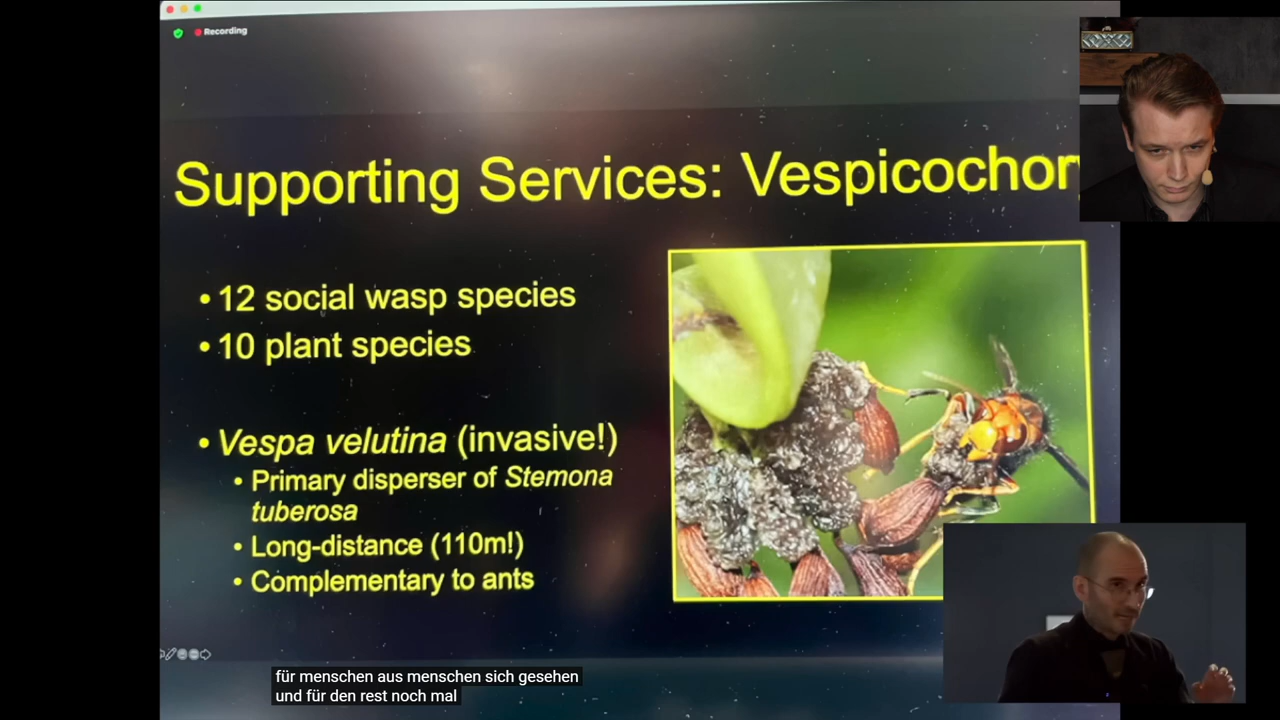 Recording
Supporting Services: Vespicochor
• 12 social wasp species
• 10 plant species
• Vespa velutina (invasive!)
• Primary disperser of Stemona
tuberosa
• Long-distance (110m!)
• Complementary to ants
für menschen aus menschen sich gesehen
und für den rest noch mal